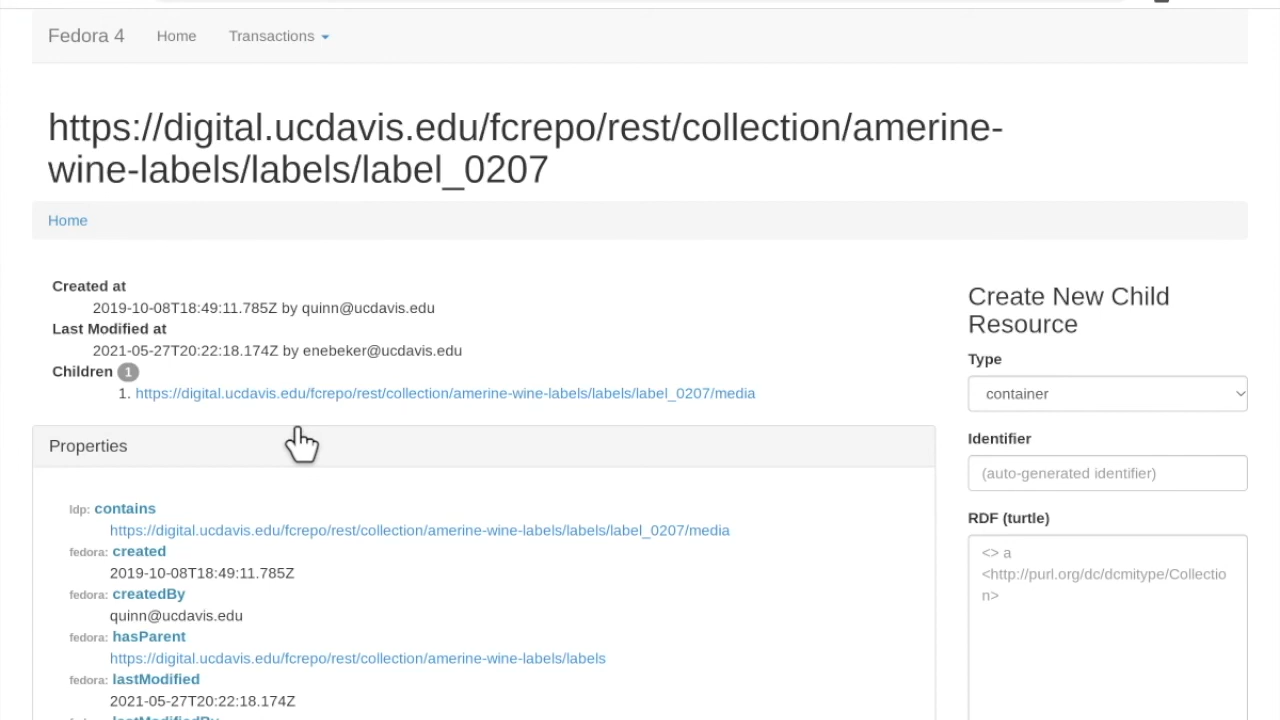 Fedora 4 Home Transactions
https://digital.ucdavis.edu/fcrepo/rest/collection/amerine-
wine-labels/labels/label_0207
Home
Created at
2019-10-08T18:49:11.785Z by quinn@ucdavis.edu
Last Modified at
2021-05-27T20:22:18.174Z by enebeker@ucdavis.edu
Children 1
1. https://digital.ucdavis.edu/fcrepo/rest/collection/amerine-wine-labels/labels/label_0207/media
Properties
ldp: contains
https://digital.ucdavis.edu/fcrepo/rest/collection/amerine-wine-labels/labels/label_0207/media
fedora: created
2019-10-08T18:49:11.785Z
fedora: createdBy
quinn@ucdavis.edu
fedora: hasParent
https://digital.ucdavis.edu/fcrepo/rest/collection/amerine-wine-labels/labels
fedora: lastModified
2021-05-27T20:22:18.174Z
fedora: lastModifiedBy
Create New Child
Resource
Type
container
Identifier
(auto-generated identifier)
RDF (turtle)
<> a
<http://purl.org/dc/dcmitype/Collectio
n>